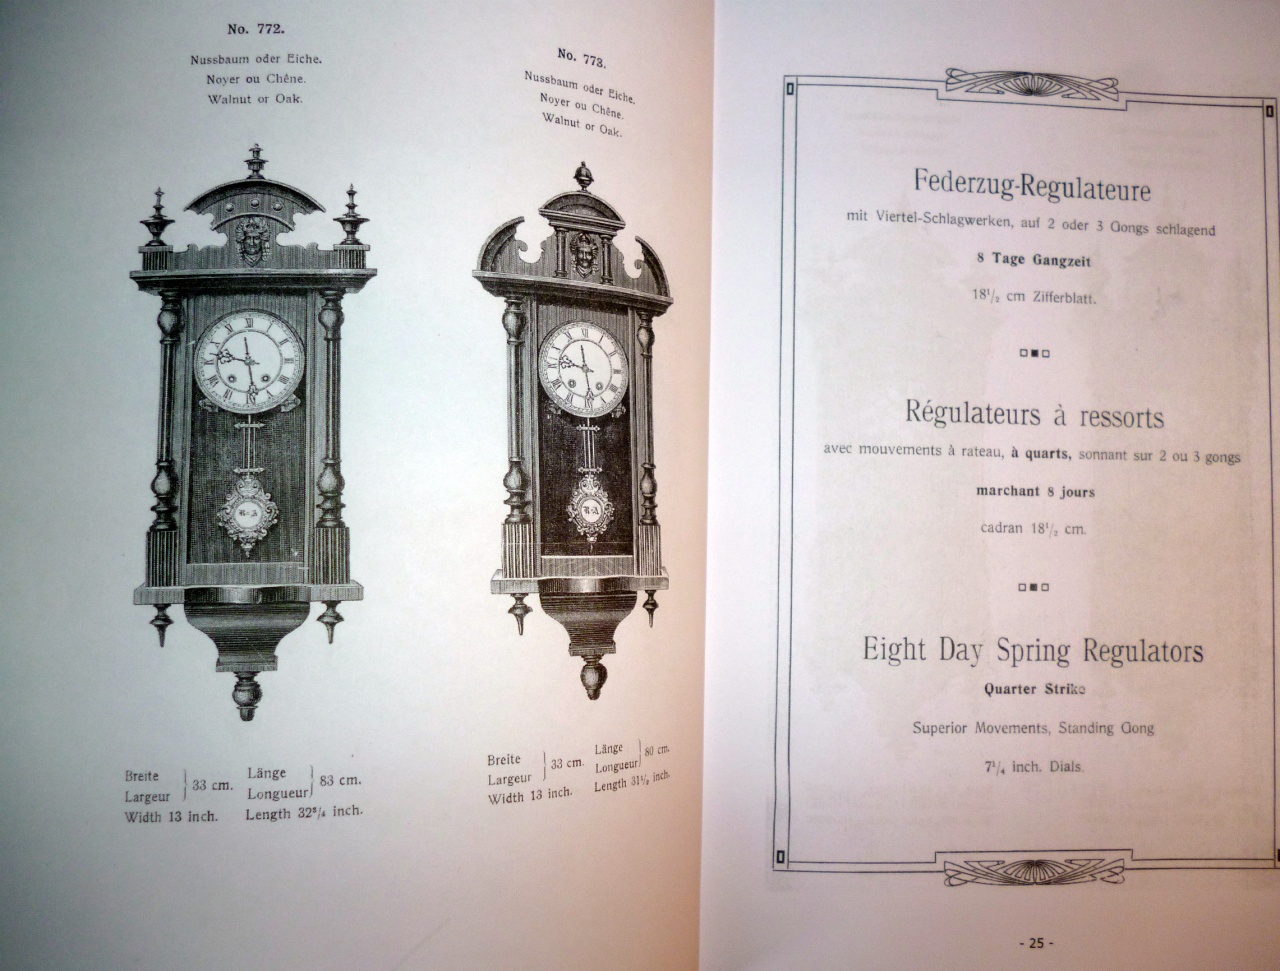 No. 772.
Nussbaum oder Eiche.
Noyer ou Chêne.
Walnut or Oak.
R A
Breite
Largeur
33 cm.
Width 13 inch.
Länge
Longueur
83 cm.
Length 32⁵/₄ inch.
No. 773.
Nussbaum oder Eiche.
Noyer ou Chêne.
Walnut or Oak.
R A
Breite
Largeur
33 cm.
Width 13 inch.
Länge
Longueur
80 cm.
Length 31¹/₂ inch.
Federzug-Regulateure
mit Viertel-Schlagwerken, auf 2 oder 3 Gongs schlagend
8 Tage Gangzeit
18¹/₂ cm Zifferblatt.
Régulateurs à ressorts
avec mouvements à rateau, à quarts, sonnant sur 2 ou 3 gongs
marchant 8 jours
cadran 18¹/₂ cm.
Eight Day Spring Regulators
Quarter Strike
Superior Movements, Standing Gong
7¹/₄ inch. Dials.
- 25 -